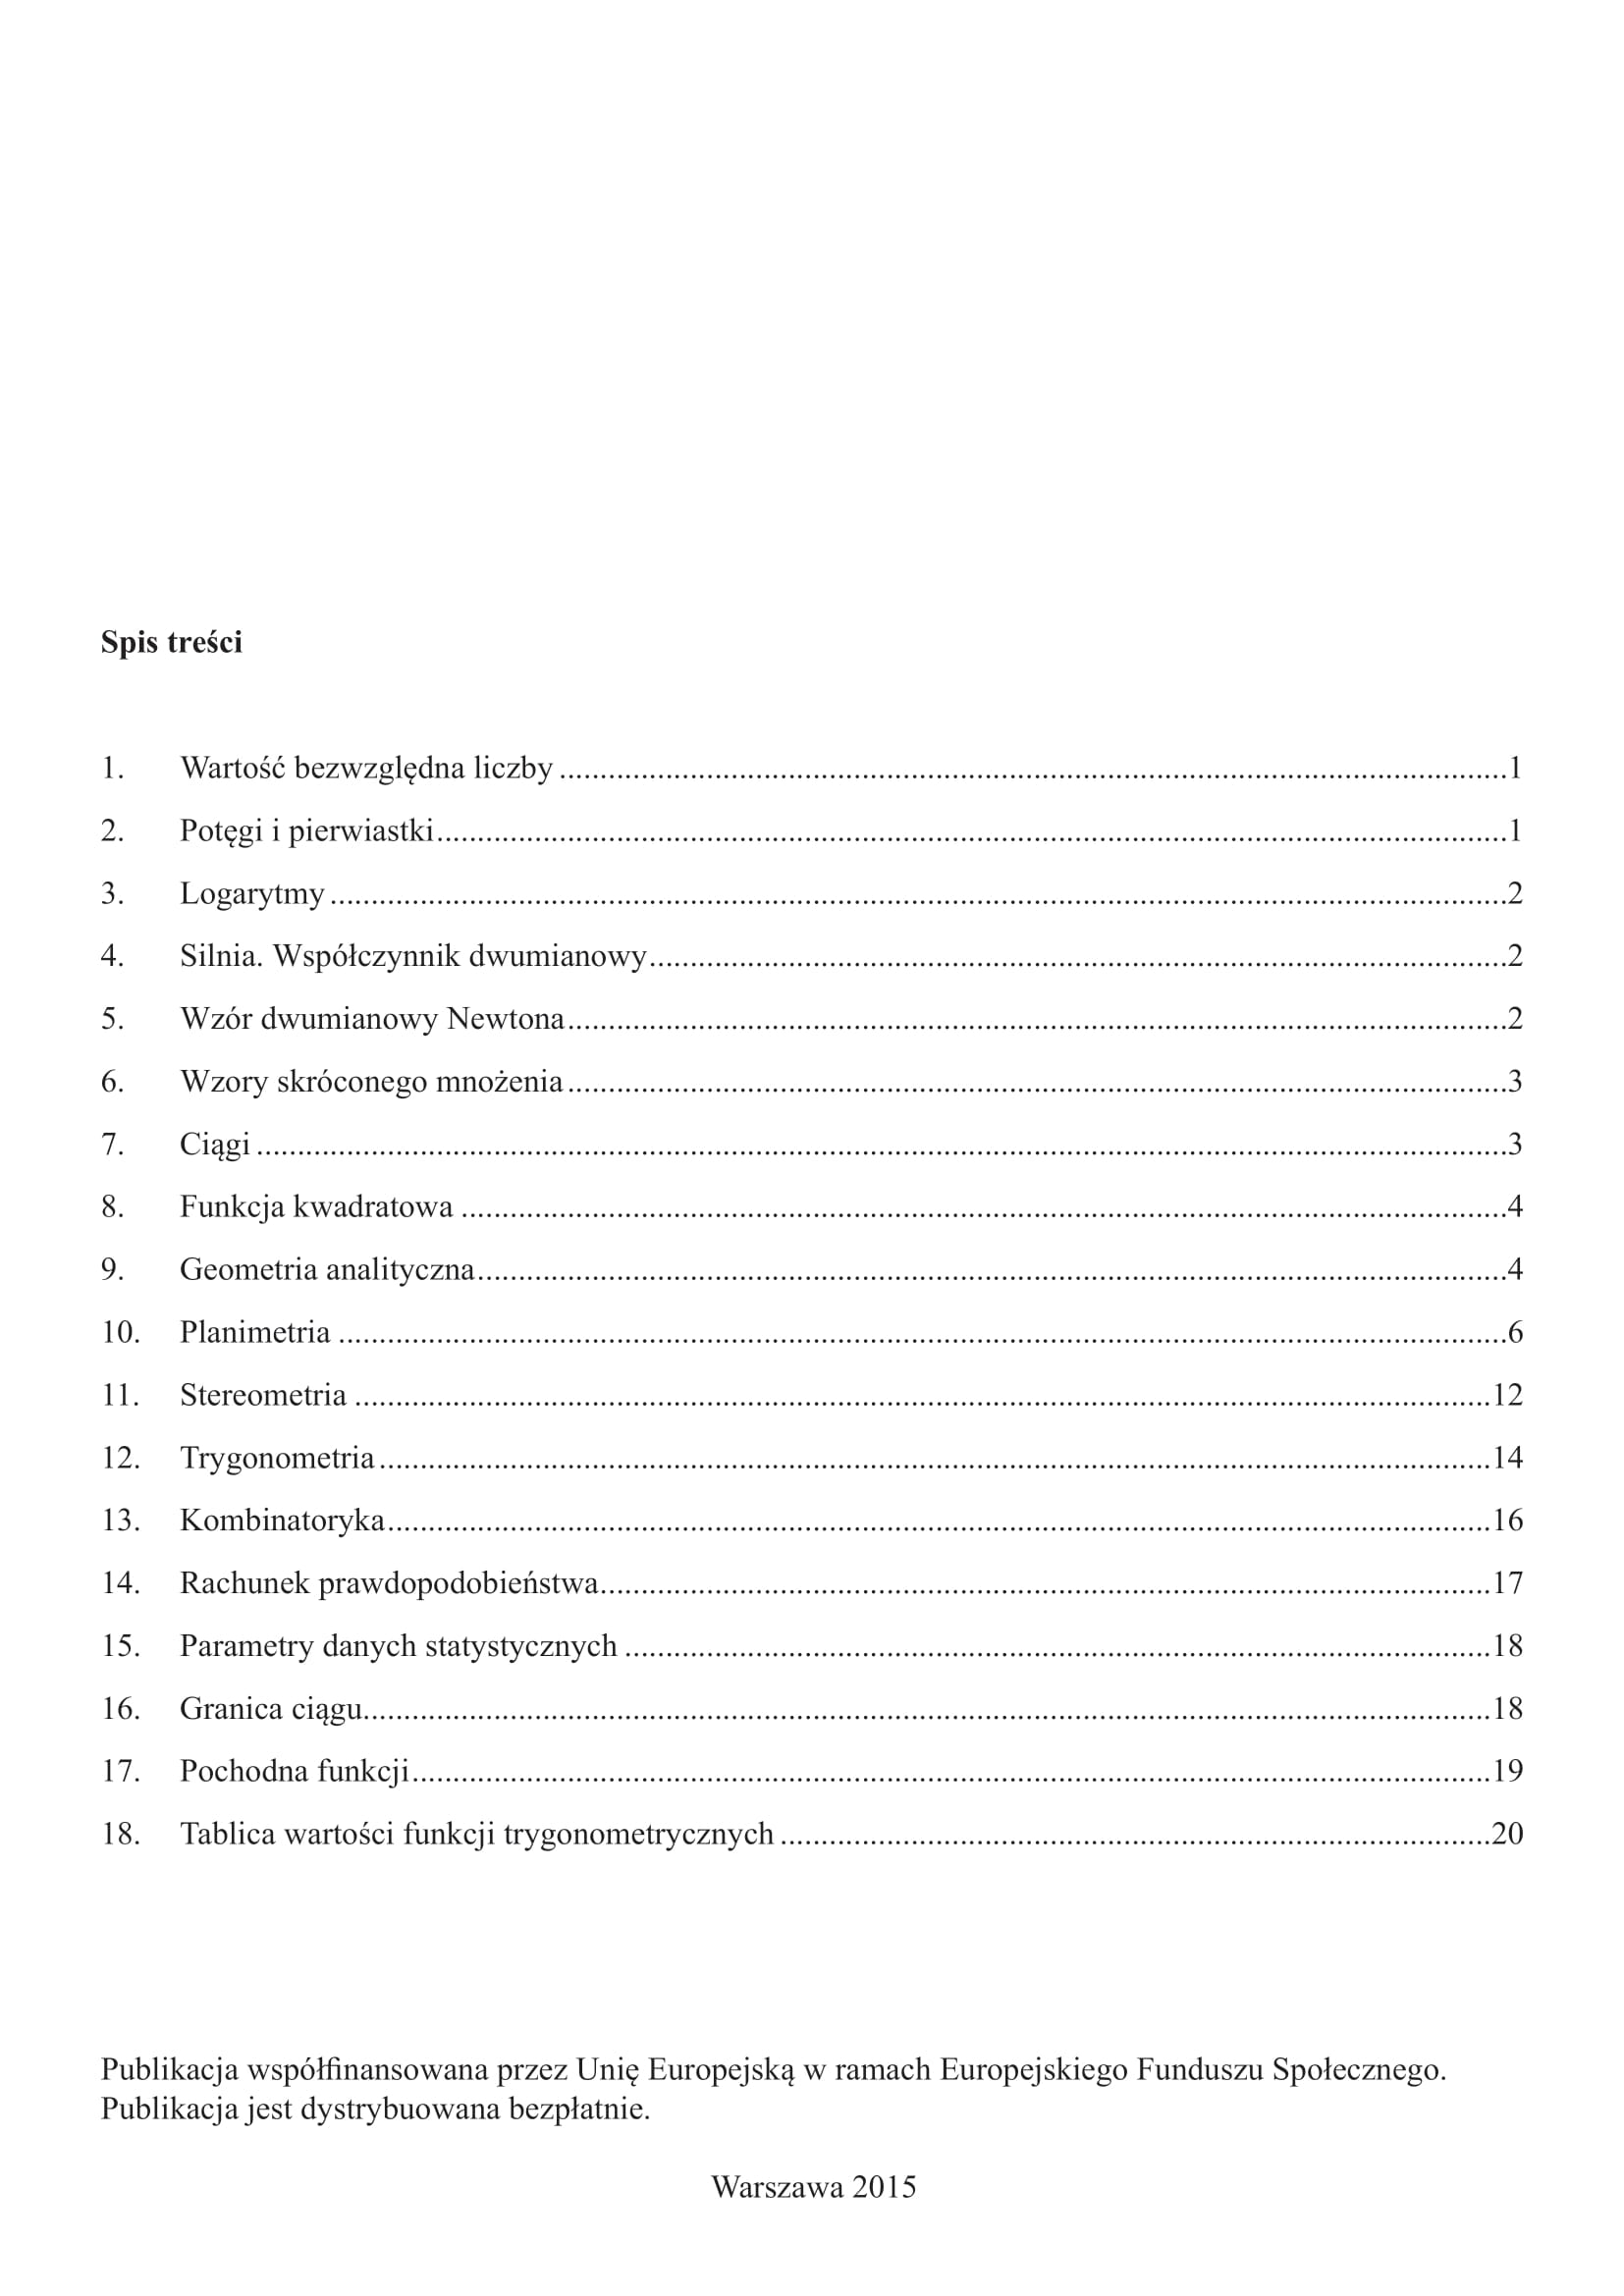 Spis treści
1. Wartość bezwzględna liczby ........ 1
2. Potęgi i pierwiastki ........ 1
3. Logarytmy ........ 2
4. Silnia. Współczynnik dwumianowy ........ 2
5. Wzór dwumianowy Newtona ........ 2
6. Wzory skróconego mnożenia ........ 3
7. Ciągi ........ 3
8. Funkcja kwadratowa ........ 4
9. Geometria analityczna ........ 4
10. Planimetria ........ 6
11. Stereometria ........ 12
12. Trygonometria ........ 14
13. Kombinatoryka ........ 16
14. Rachunek prawdopodobieństwa ........ 17
15. Parametry danych statystycznych ........ 18
16. Granica ciągu ........ 18
17. Pochodna funkcji ........ 19
18. Tablica wartości funkcji trygonometrycznych ........ 20
Publikacja współfinansowana przez Unię Europejską w ramach Europejskiego Funduszu Społecznego.
Publikacja jest dystrybuowana bezpłatnie.
Warszawa 2015